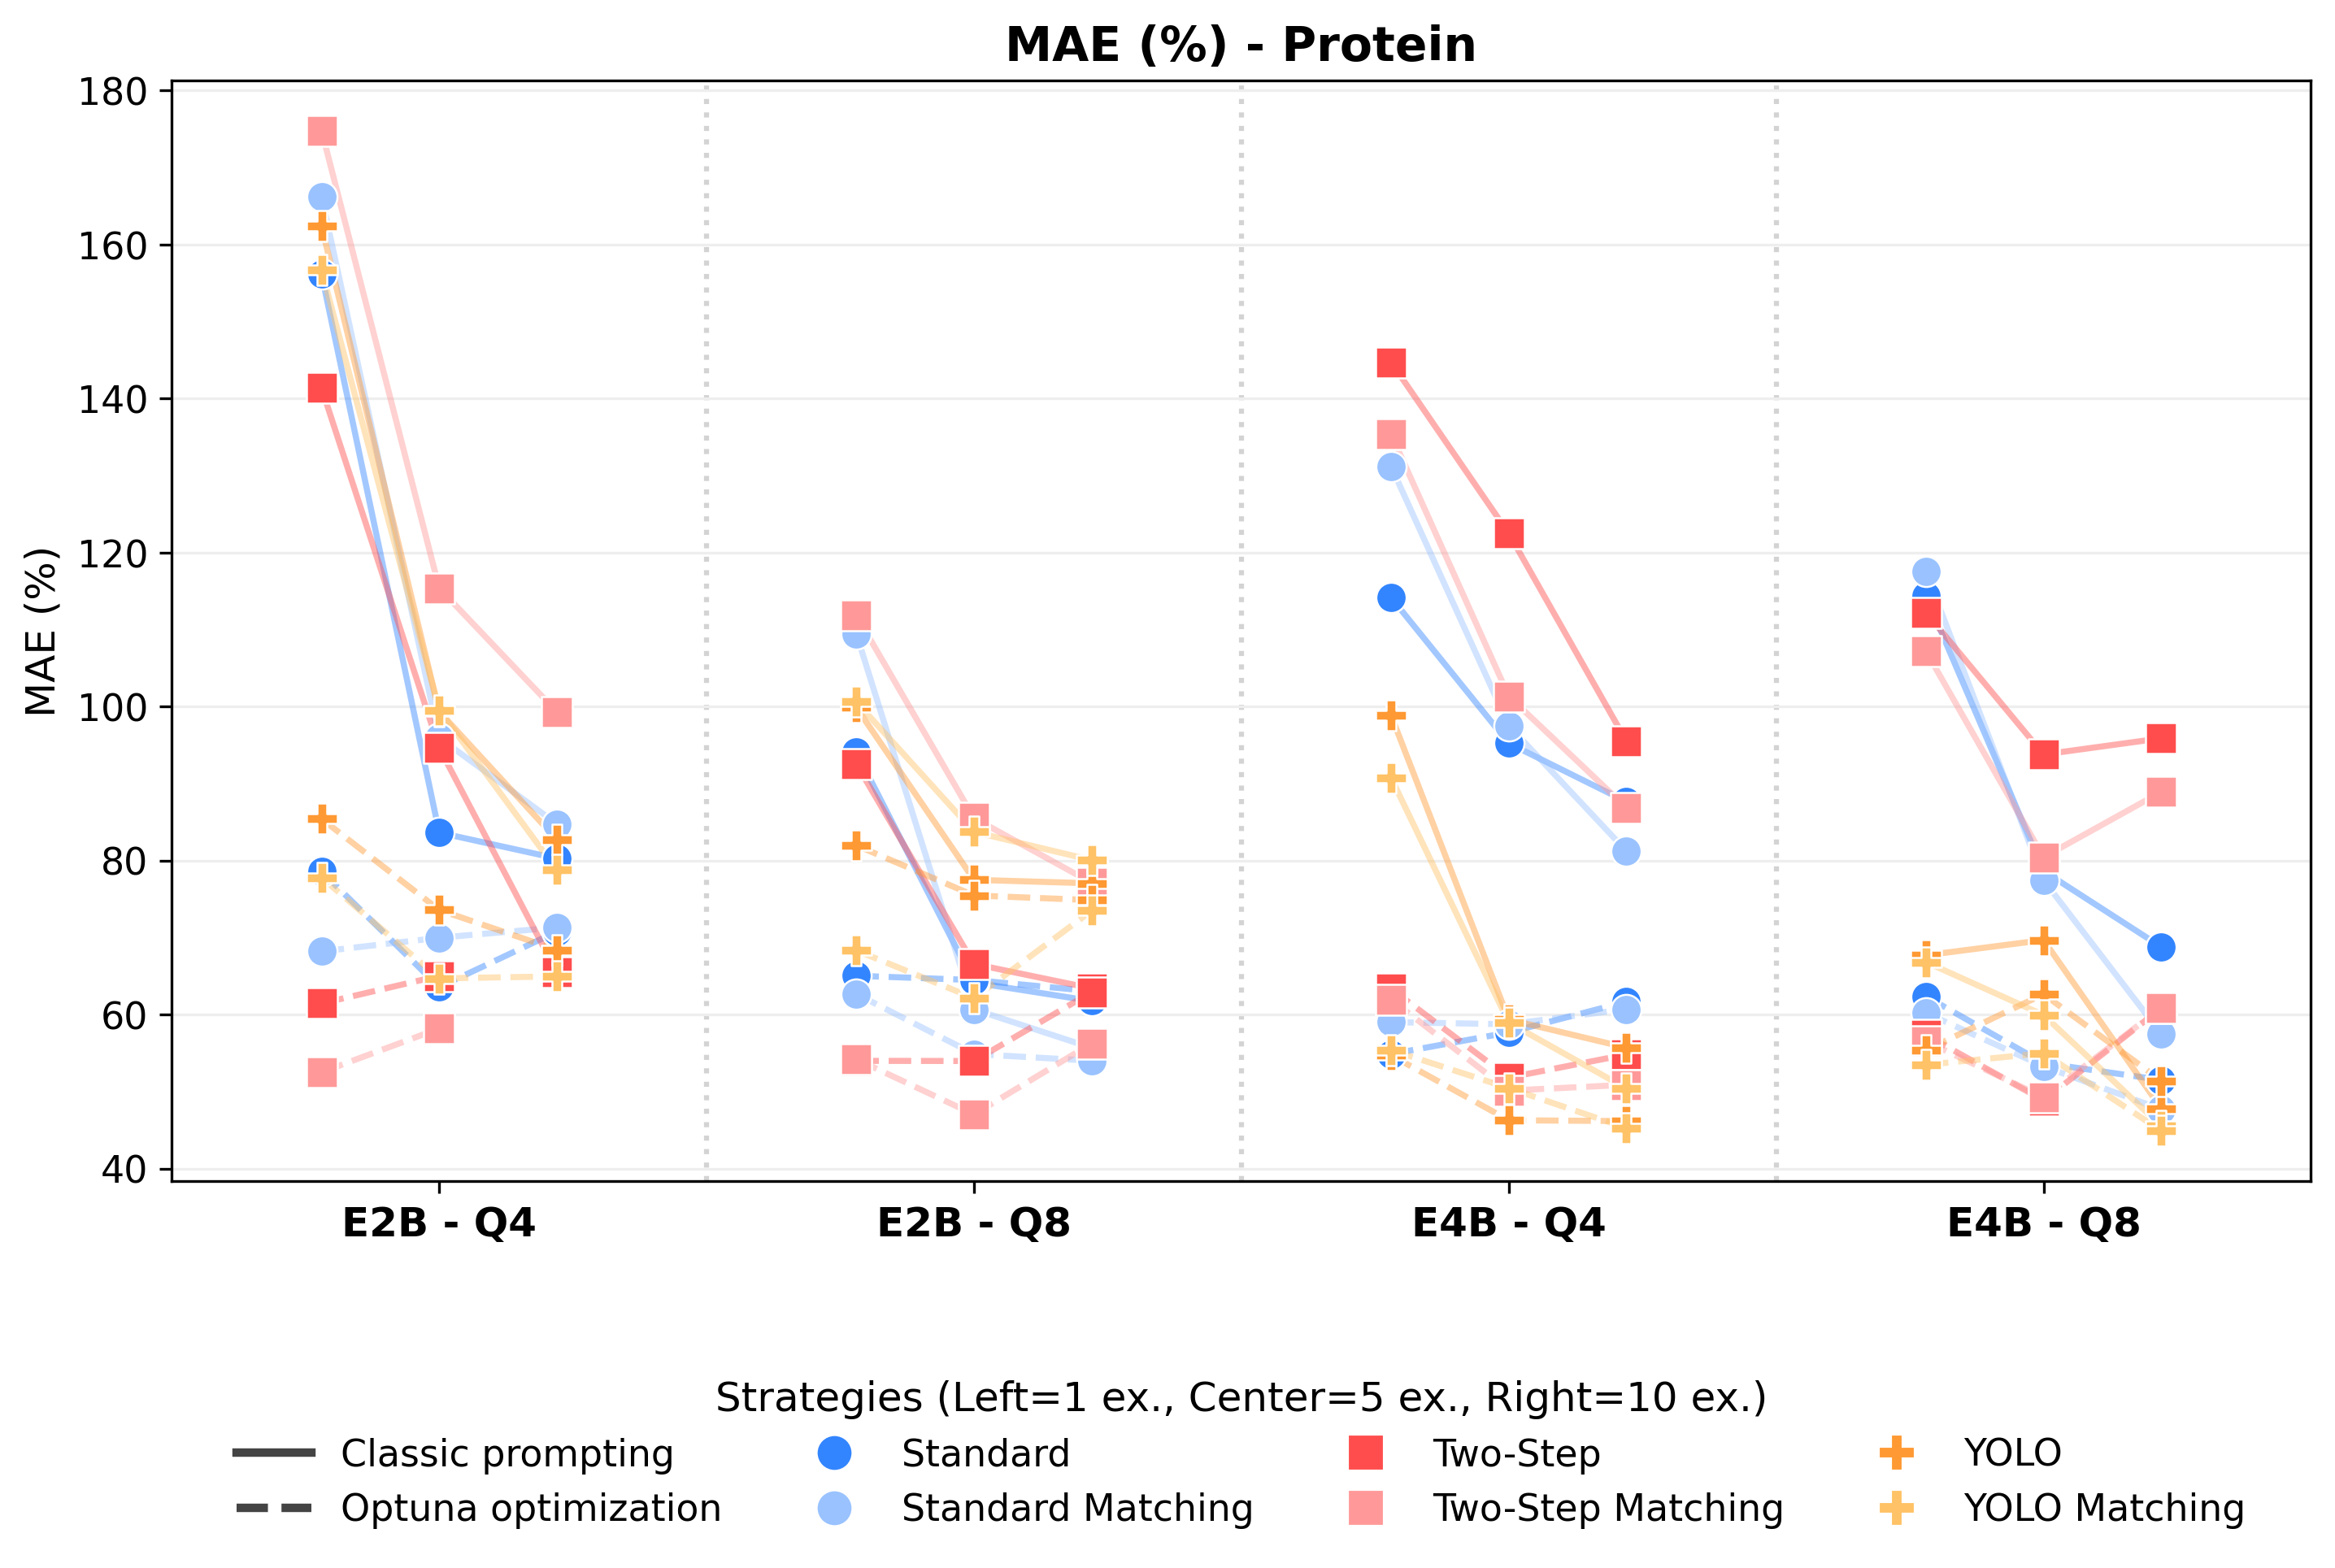 MAE (%) - Protein
180
160
140
120
100
80
60
40
MAE (%)
E2B - Q4 E2B - Q8 E4B - Q4 E4B - Q8
Strategies (Left=1 ex., Center=5 ex., Right=10 ex.)
Classic prompting Standard Two-Step YOLO
Optuna optimization Standard Matching Two-Step Matching YOLO Matching